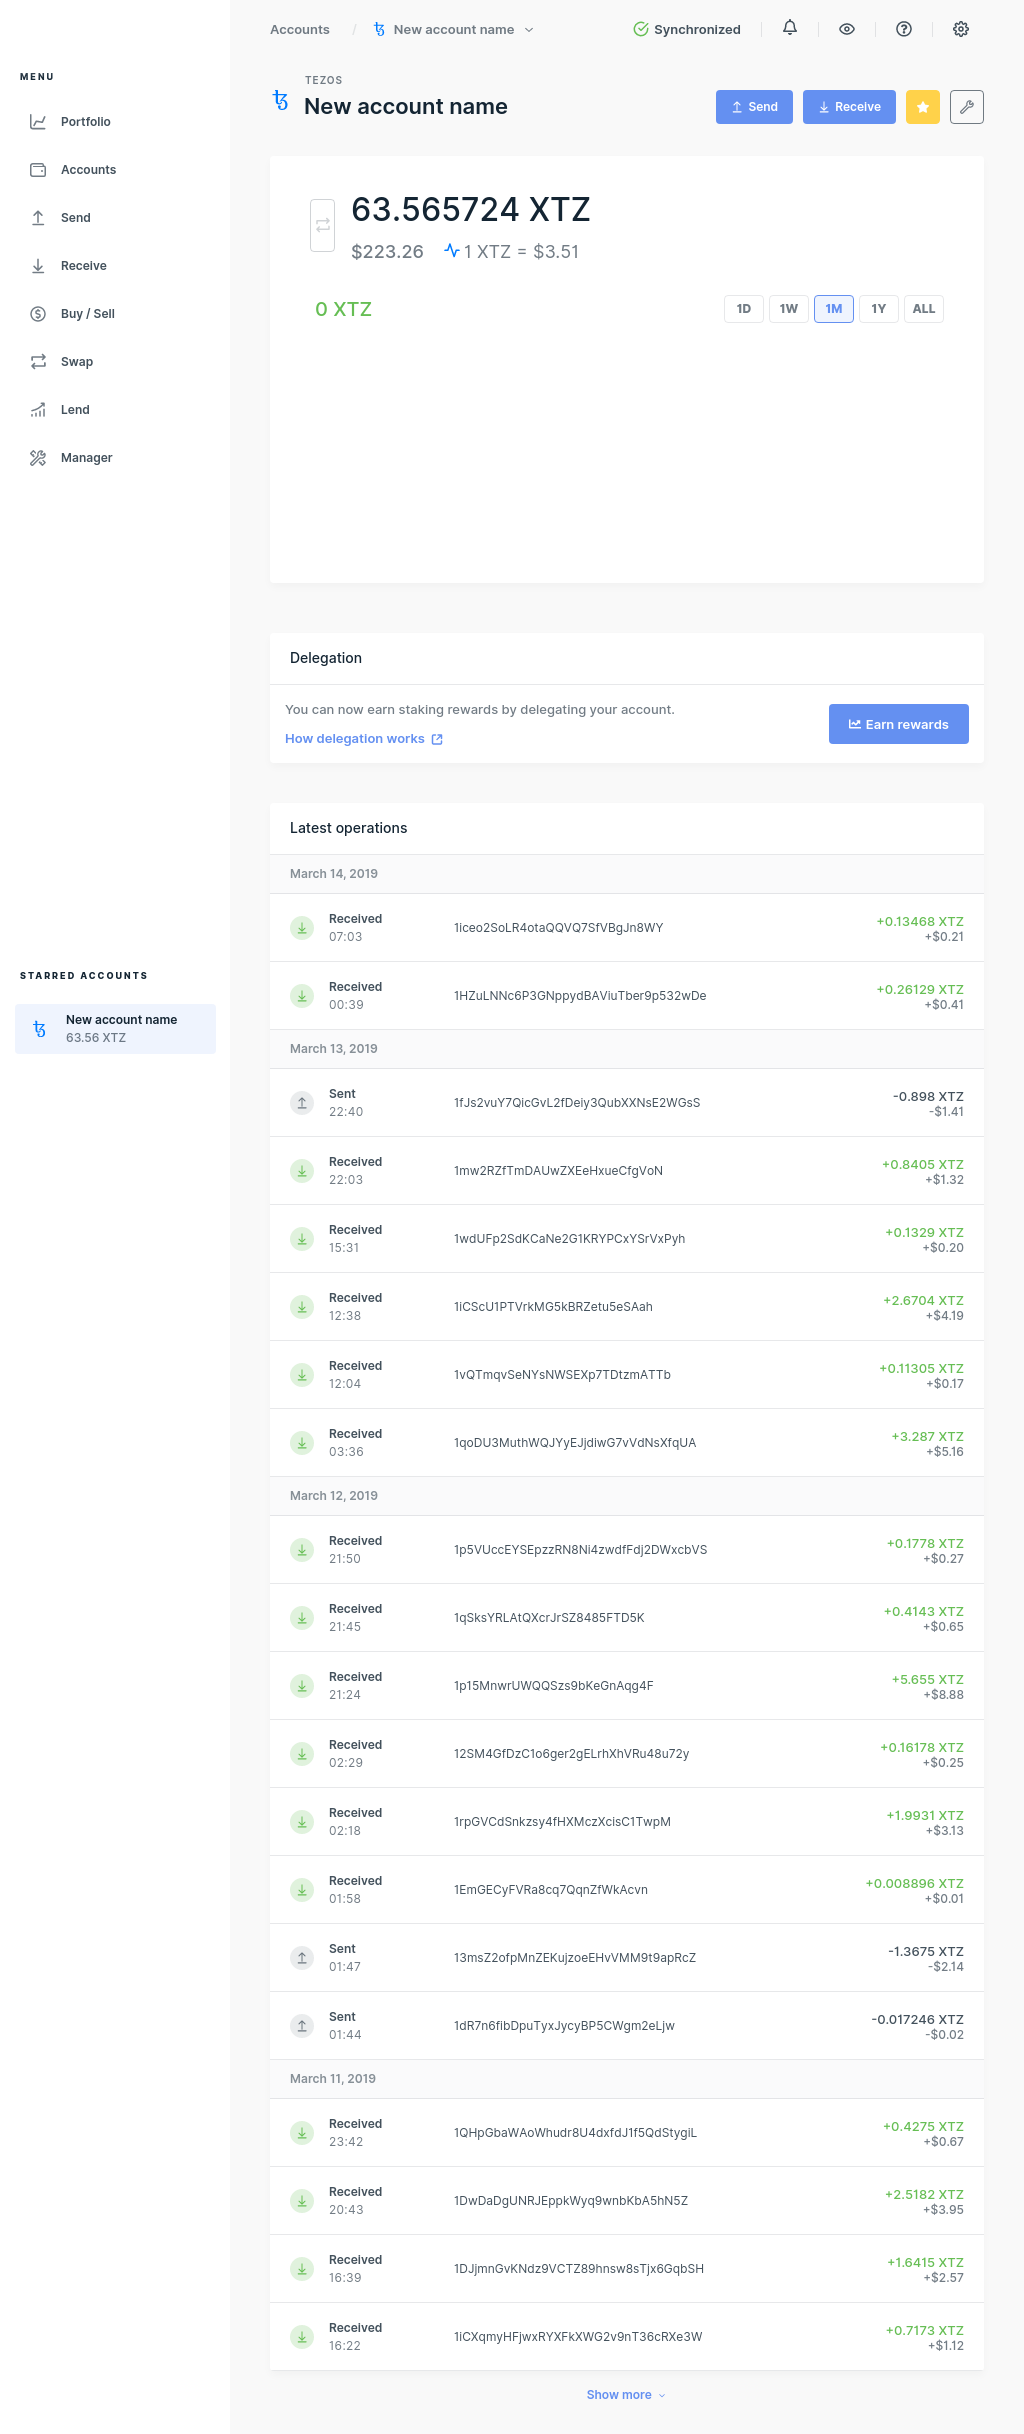 Accounts / New account name
Synchronized
MENU
Portfolio
Accounts
Send
Receive
Buy / Sell
Swap
Lend
Manager
STARRED ACCOUNTS
New account name
63.56 XTZ
TEZOS
New account name
Send
Receive
63.565724 XTZ
$223.26 1 XTZ = $3.51
0 XTZ
1D 1W 1M 1Y ALL
Delegation
You can now earn staking rewards by delegating your account.
How delegation works
Earn rewards
Latest operations
March 14, 2019
Received 1iceo2SoLR4otaQQVQ7SfVBgJn8WY +0.13468 XTZ
07:03 +$0.21
Received 1HZuLNNc6P3GNppydBAViuTber9p532wDe +0.26129 XTZ
00:39 +$0.41
March 13, 2019
Sent 1fJs2vuY7QicGvL2fDeiy3QubXXNsE2WGsS -0.898 XTZ
22:40 -$1.41
Received 1mw2RZfTmDAUwZXEeHxueCfgVoN +0.8405 XTZ
22:03 +$1.32
Received 1wdUFp2SdKCaNe2G1KRYPCxYSrVxPyh +0.1329 XTZ
15:31 +$0.20
Received 1iCScU1PTVrkMG5kBRZetu5eSAah +2.6704 XTZ
12:38 +$4.19
Received 1vQTmqvSeNYsNWSEXp7TDtzmATTb +0.11305 XTZ
12:04 +$0.17
Received 1qoDU3MuthWQJYyEJjdiwG7vVdNsXfqUA +3.287 XTZ
03:36 +$5.16
March 12, 2019
Received 1p5VUccEYSEpzzRN8Ni4zwdfFdj2DWxcbVS +0.1778 XTZ
21:50 +$0.27
Received 1qSksYRLAtQXcrJrSZ8485FTD5K +0.4143 XTZ
21:45 +$0.65
Received 1p15MnwrUWQQSzs9bKeGnAqg4F +5.655 XTZ
21:24 +$8.88
Received 12SM4GfDzC1o6ger2gELrhXhVRu48u72y +0.16178 XTZ
02:29 +$0.25
Received 1rpGVCdSnkzsy4fHXMczXcisC1TwpM +1.9931 XTZ
02:18 +$3.13
Received 1EmGECyFVRa8cq7QqnZfWkAcvn +0.008896 XTZ
01:58 +$0.01
Sent 13msZ2ofpMnZEKujzoeEHvVMM9t9apRcZ -1.3675 XTZ
01:47 -$2.14
Sent 1dR7n6fibDpuTyxJycyBP5CWgm2eLjw -0.017246 XTZ
01:44 -$0.02
March 11, 2019
Received 1QHpGbaWAoWhudr8U4dxfdJ1f5QdStygiL +0.4275 XTZ
23:42 +$0.67
Received 1DwDaDgUNRJEppkWyq9wnbKbA5hN5Z +2.5182 XTZ
20:43 +$3.95
Received 1DJjmnGvKNdz9VCTZ89hnsw8sTjx6GqbSH +1.6415 XTZ
16:39 +$2.57
Received 1iCXqmyHFjwxRYXFkXWG2v9nT36cRXe3W +0.7173 XTZ
16:22 +$1.12
Show more